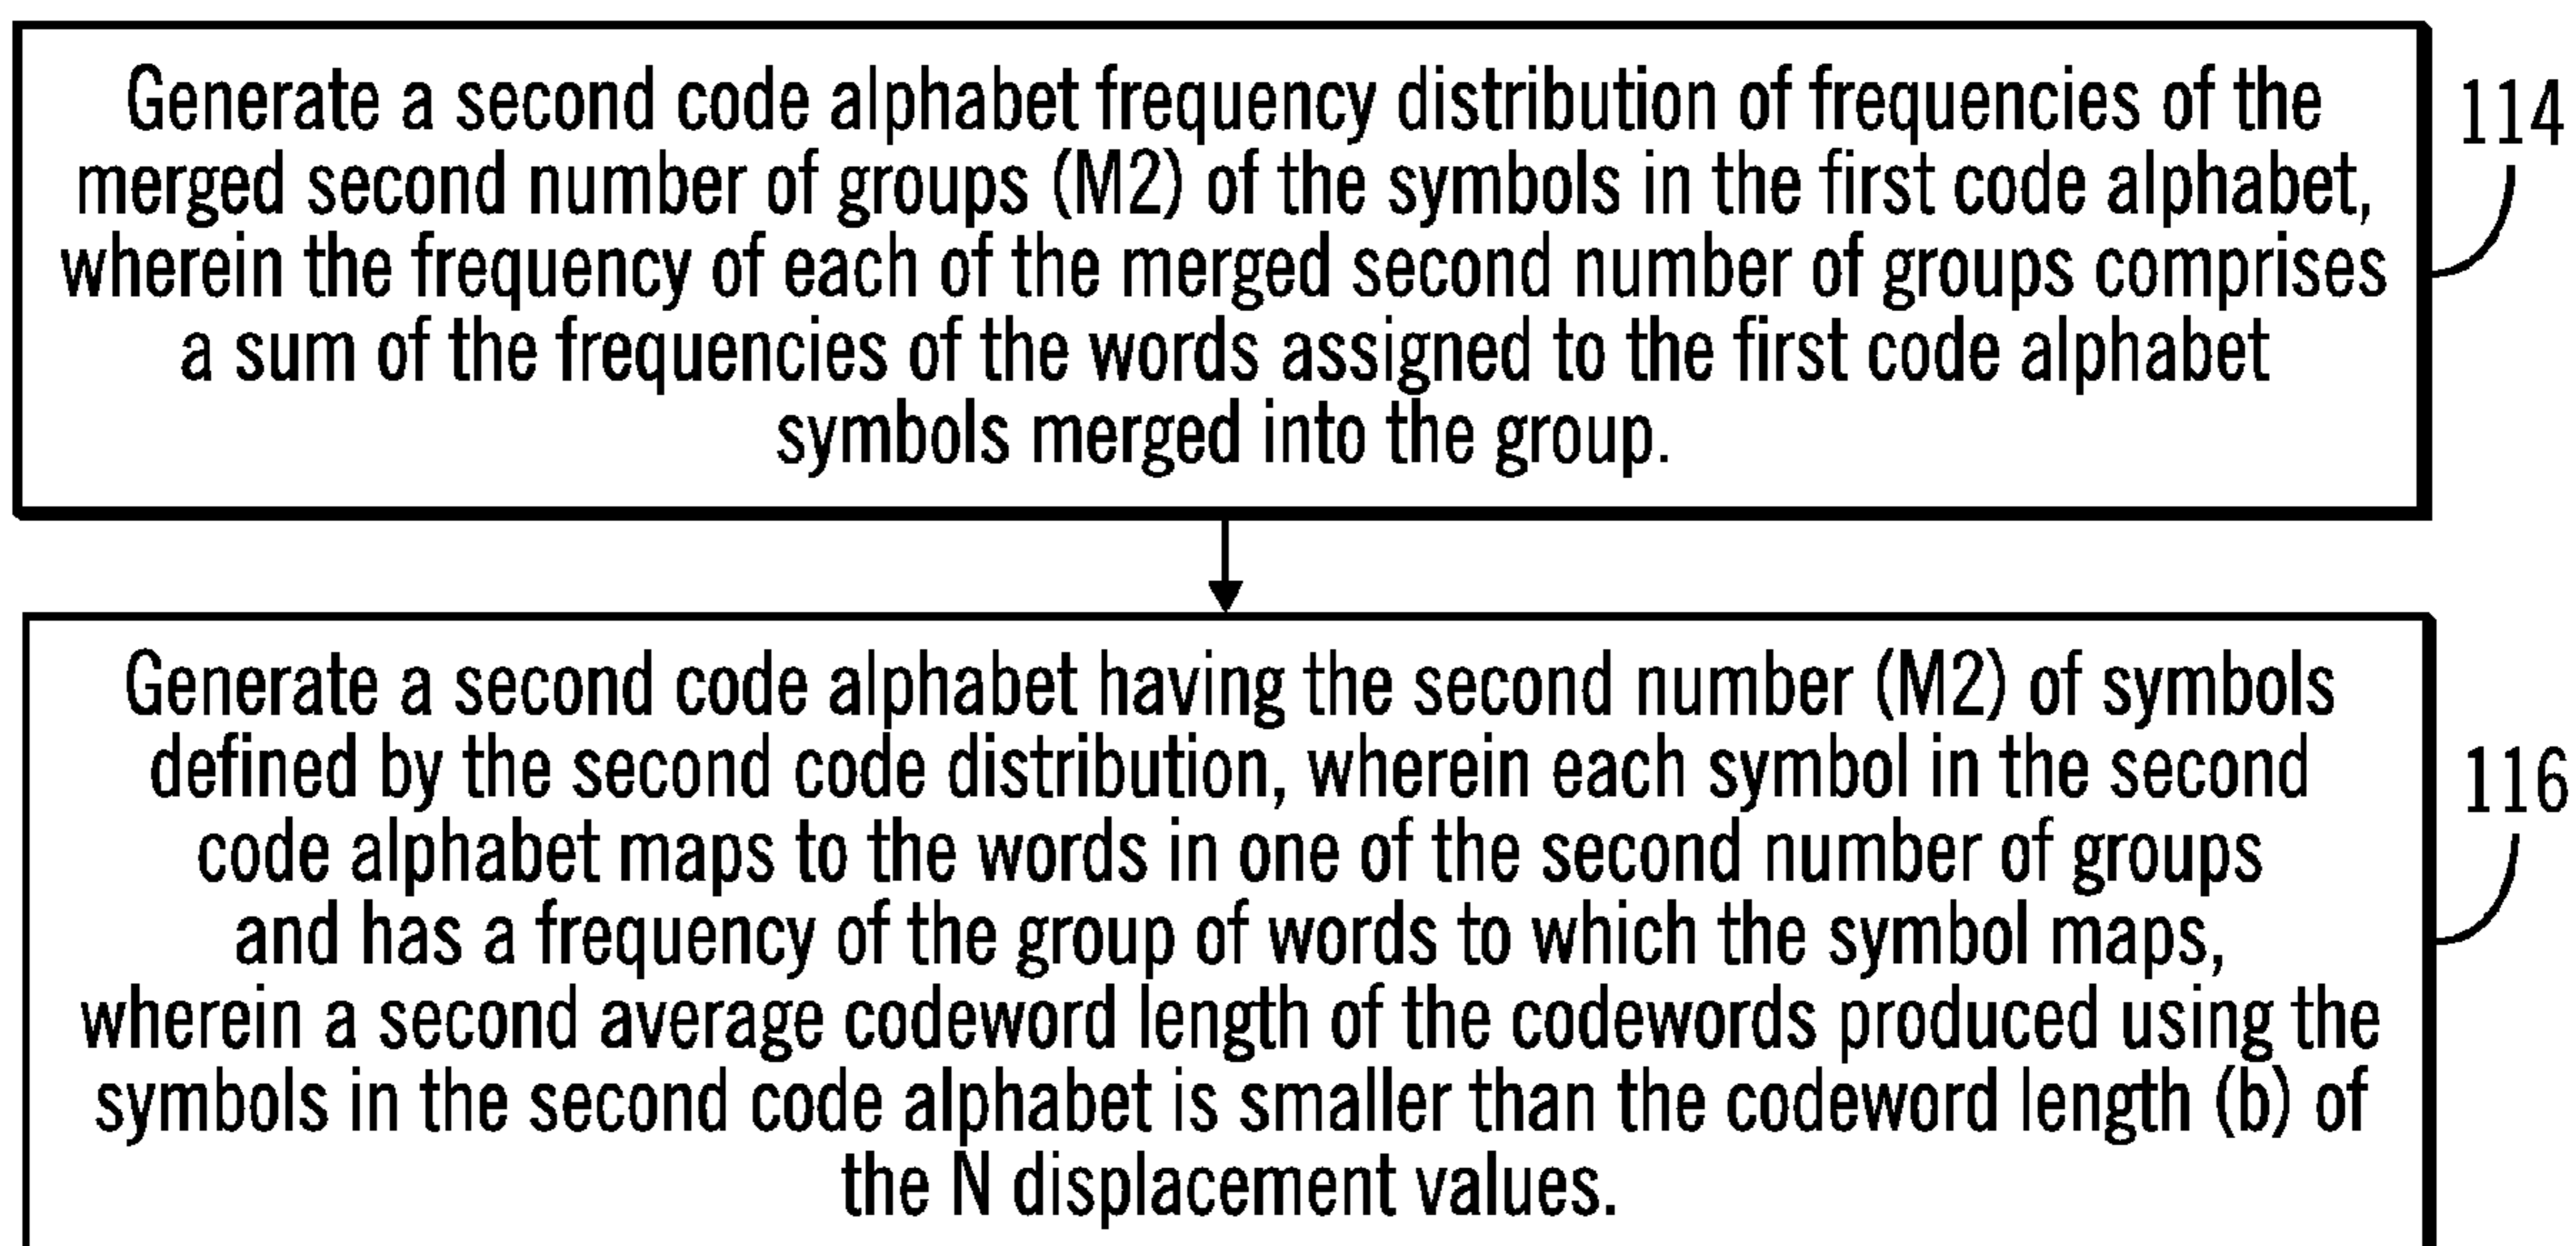 Generate a second code alphabet frequency distribution of frequencies of the
merged second number of groups (M2) of the symbols in the first code alphabet,
wherein the frequency of each of the merged second number of groups comprises
a sum of the frequencies of the words assigned to the first code alphabet
symbols merged into the group.
114
Generate a second code alphabet having the second number (M2) of symbols
defined by the second code distribution, wherein each symbol in the second
code alphabet maps to the words in one of the second number of groups
and has a frequency of the group of words to which the symbol maps,
wherein a second average codeword length of the codewords produced using the
symbols in the second code alphabet is smaller than the codeword length (b) of
the N displacement values.
116